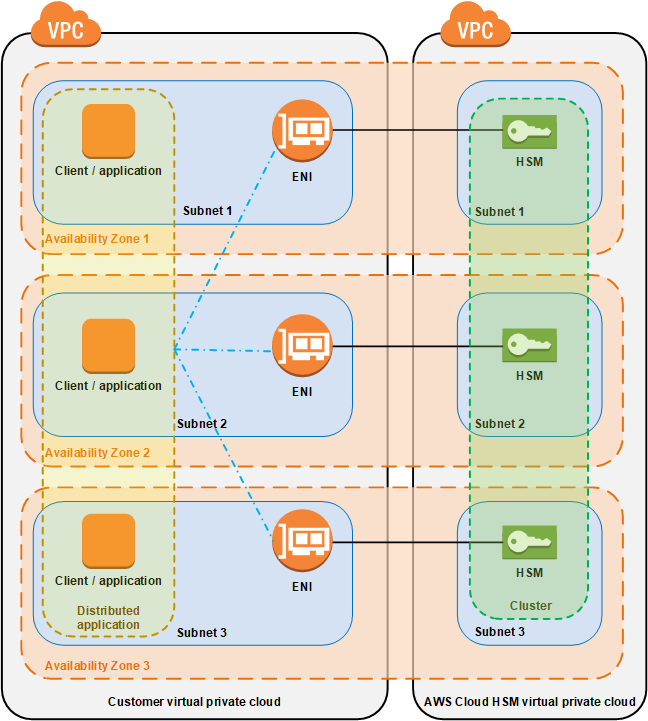 VPC
VPC
Client / application
ENI
HSM
Subnet 1
Subnet 1
Availability Zone 1
Client / application
ENI
HSM
Subnet 2
Subnet 2
Availability Zone 2
Client / application
ENI
HSM
Distributed
application
Cluster
Subnet 3
Subnet 3
Availability Zone 3
Customer virtual private cloud
AWS Cloud HSM virtual private cloud